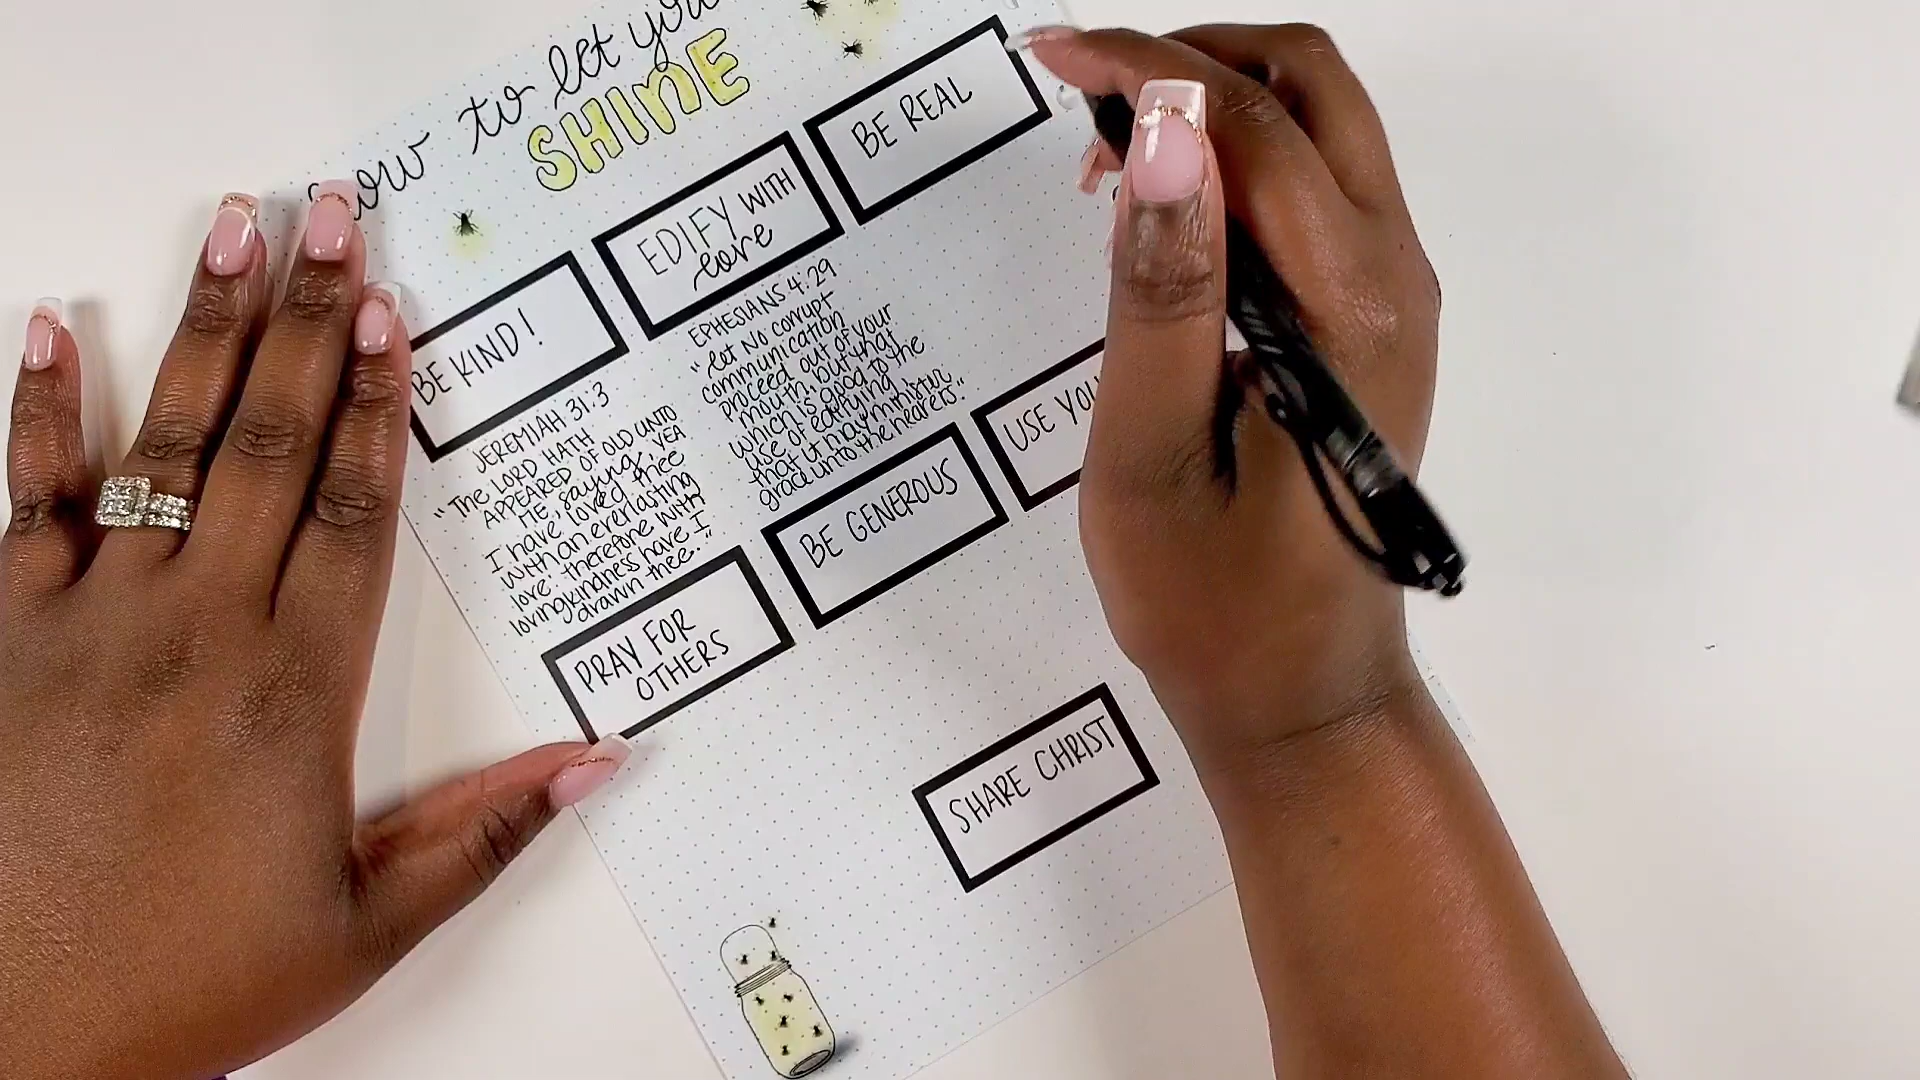 how to let you
SHINE
BE KIND!
JEREMIAH 31:3
"The LORD HATH
APPEARED OF OLD UNTO
ME, saying, YEA
I have loved thee
with an everlasting
love: therefore with
lovingkindness have I
drawn thee."
EDIFY WITH
love
EPHESIANS 4:29
"let No corrupt
communication
proceed out of your
mouth, but that
which is good to the
use of edifying,
that it may minister
grace unto the hearers."
BE REAL
PRAY FOR
OTHERS
BE GENEROUS
USE YOU
SHARE CHRIST